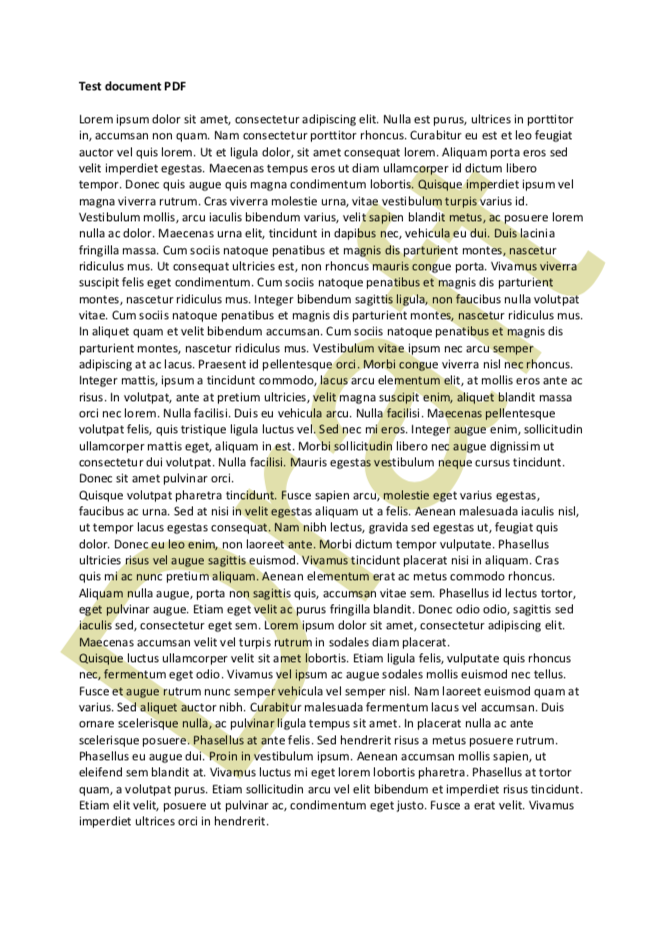 Test document PDF
Lorem ipsum dolor sit amet, consectetur adipiscing elit. Nulla est purus, ultrices in porttitor
in, accumsan non quam. Nam consectetur porttitor rhoncus. Curabitur eu est et leo feugiat
auctor vel quis lorem. Ut et ligula dolor, sit amet consequat lorem. Aliquam porta eros sed
velit imperdiet egestas. Maecenas tempus eros ut diam ullamcorper id dictum libero
tempor. Donec quis augue quis magna condimentum lobortis. Quisque imperdiet ipsum vel
magna viverra rutrum. Cras viverra molestie urna, vitae vestibulum turpis varius id.
Vestibulum mollis, arcu iaculis bibendum varius, velit sapien blandit metus, ac posuere lorem
nulla ac dolor. Maecenas urna elit, tincidunt in dapibus nec, vehicula eu dui. Duis lacinia
fringilla massa. Cum sociis natoque penatibus et magnis dis parturient montes, nascetur
ridiculus mus. Ut consequat ultricies est, non rhoncus mauris congue porta. Vivamus viverra
suscipit felis eget condimentum. Cum sociis natoque penatibus et magnis dis parturient
montes, nascetur ridiculus mus. Integer bibendum sagittis ligula, non faucibus nulla volutpat
vitae. Cum sociis natoque penatibus et magnis dis parturient montes, nascetur ridiculus mus.
In aliquet quam et velit bibendum accumsan. Cum sociis natoque penatibus et magnis dis
parturient montes, nascetur ridiculus mus. Vestibulum vitae ipsum nec arcu semper
adipiscing at ac lacus. Praesent id pellentesque orci. Morbi congue viverra nisl nec rhoncus.
Integer mattis, ipsum a tincidunt commodo, lacus arcu elementum elit, at mollis eros ante ac
risus. In volutpat, ante at pretium ultricies, velit magna suscipit enim, aliquet blandit massa
orci nec lorem. Nulla facilisi. Duis eu vehicula arcu. Nulla facilisi. Maecenas pellentesque
volutpat felis, quis tristique ligula luctus vel. Sed nec mi eros. Integer augue enim, sollicitudin
ullamcorper mattis eget, aliquam in est. Morbi sollicitudin libero nec augue dignissim ut
consectetur dui volutpat. Nulla facilisi. Mauris egestas vestibulum neque cursus tincidunt.
Donec sit amet pulvinar orci.
Quisque volutpat pharetra tincidunt. Fusce sapien arcu, molestie eget varius egestas,
faucibus ac urna. Sed at nisi in velit egestas aliquam ut a felis. Aenean malesuada iaculis nisl,
ut tempor lacus egestas consequat. Nam nibh lectus, gravida sed egestas ut, feugiat quis
dolor. Donec eu leo enim, non laoreet ante. Morbi dictum tempor vulputate. Phasellus
ultricies risus vel augue sagittis euismod. Vivamus tincidunt placerat nisi in aliquam. Cras
quis mi ac nunc pretium aliquam. Aenean elementum erat ac metus commodo rhoncus.
Aliquam nulla augue, porta non sagittis quis, accumsan vitae sem. Phasellus id lectus tortor,
eget pulvinar augue. Etiam eget velit ac purus fringilla blandit. Donec odio odio, sagittis sed
iaculis sed, consectetur eget sem. Lorem ipsum dolor sit amet, consectetur adipiscing elit.
Maecenas accumsan velit vel turpis rutrum in sodales diam placerat.
Quisque luctus ullamcorper velit sit amet lobortis. Etiam ligula felis, vulputate quis rhoncus
nec, fermentum eget odio. Vivamus vel ipsum ac augue sodales mollis euismod nec tellus.
Fusce et augue rutrum nunc semper vehicula vel semper nisl. Nam laoreet euismod quam at
varius. Sed aliquet auctor nibh. Curabitur malesuada fermentum lacus vel accumsan. Duis
ornare scelerisque nulla, ac pulvinar ligula tempus sit amet. In placerat nulla ac ante
scelerisque posuere. Phasellus at ante felis. Sed hendrerit risus a metus posuere rutrum.
Phasellus eu augue dui. Proin in vestibulum ipsum. Aenean accumsan mollis sapien, ut
eleifend sem blandit at. Vivamus luctus mi eget lorem lobortis pharetra. Phasellus at tortor
quam, a volutpat purus. Etiam sollicitudin arcu vel elit bibendum et imperdiet risus tincidunt.
Etiam elit velit, posuere ut pulvinar ac, condimentum eget justo. Fusce a erat velit. Vivamus
imperdiet ultrices orci in hendrerit.
Draft